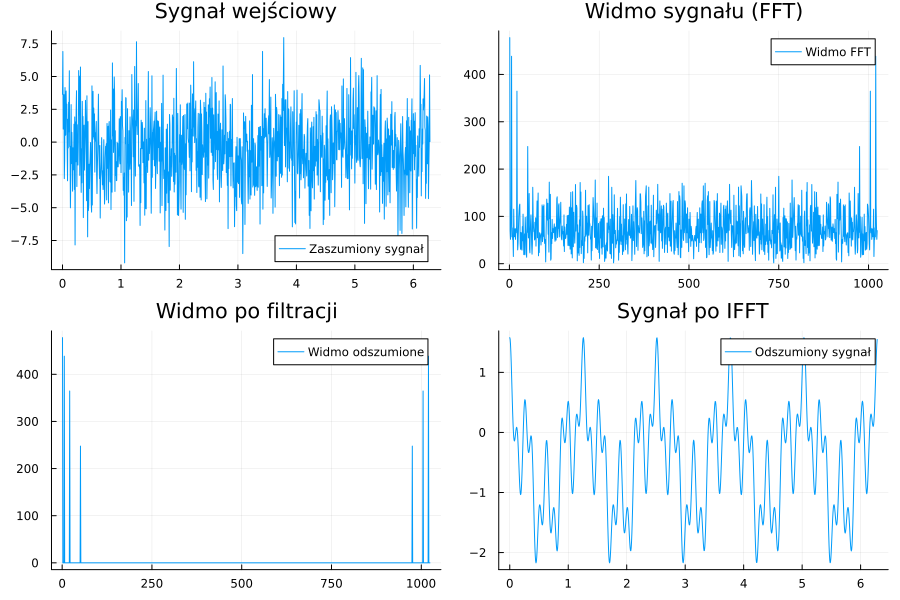 Sygnał wejściowy
7.5
5.0
2.5
0.0
−2.5
−5.0
−7.5
Zaszumiony sygnał
0 1 2 3 4 5 6
Widmo sygnału (FFT)
Widmo FFT
400
300
200
100
0
0 250 500 750 1000
Widmo po filtracji
Widmo odszumione
400
300
200
100
0
0 250 500 750 1000
Sygnał po IFFT
Odszumiony sygnał
1
0
−1
−2
0 1 2 3 4 5 6